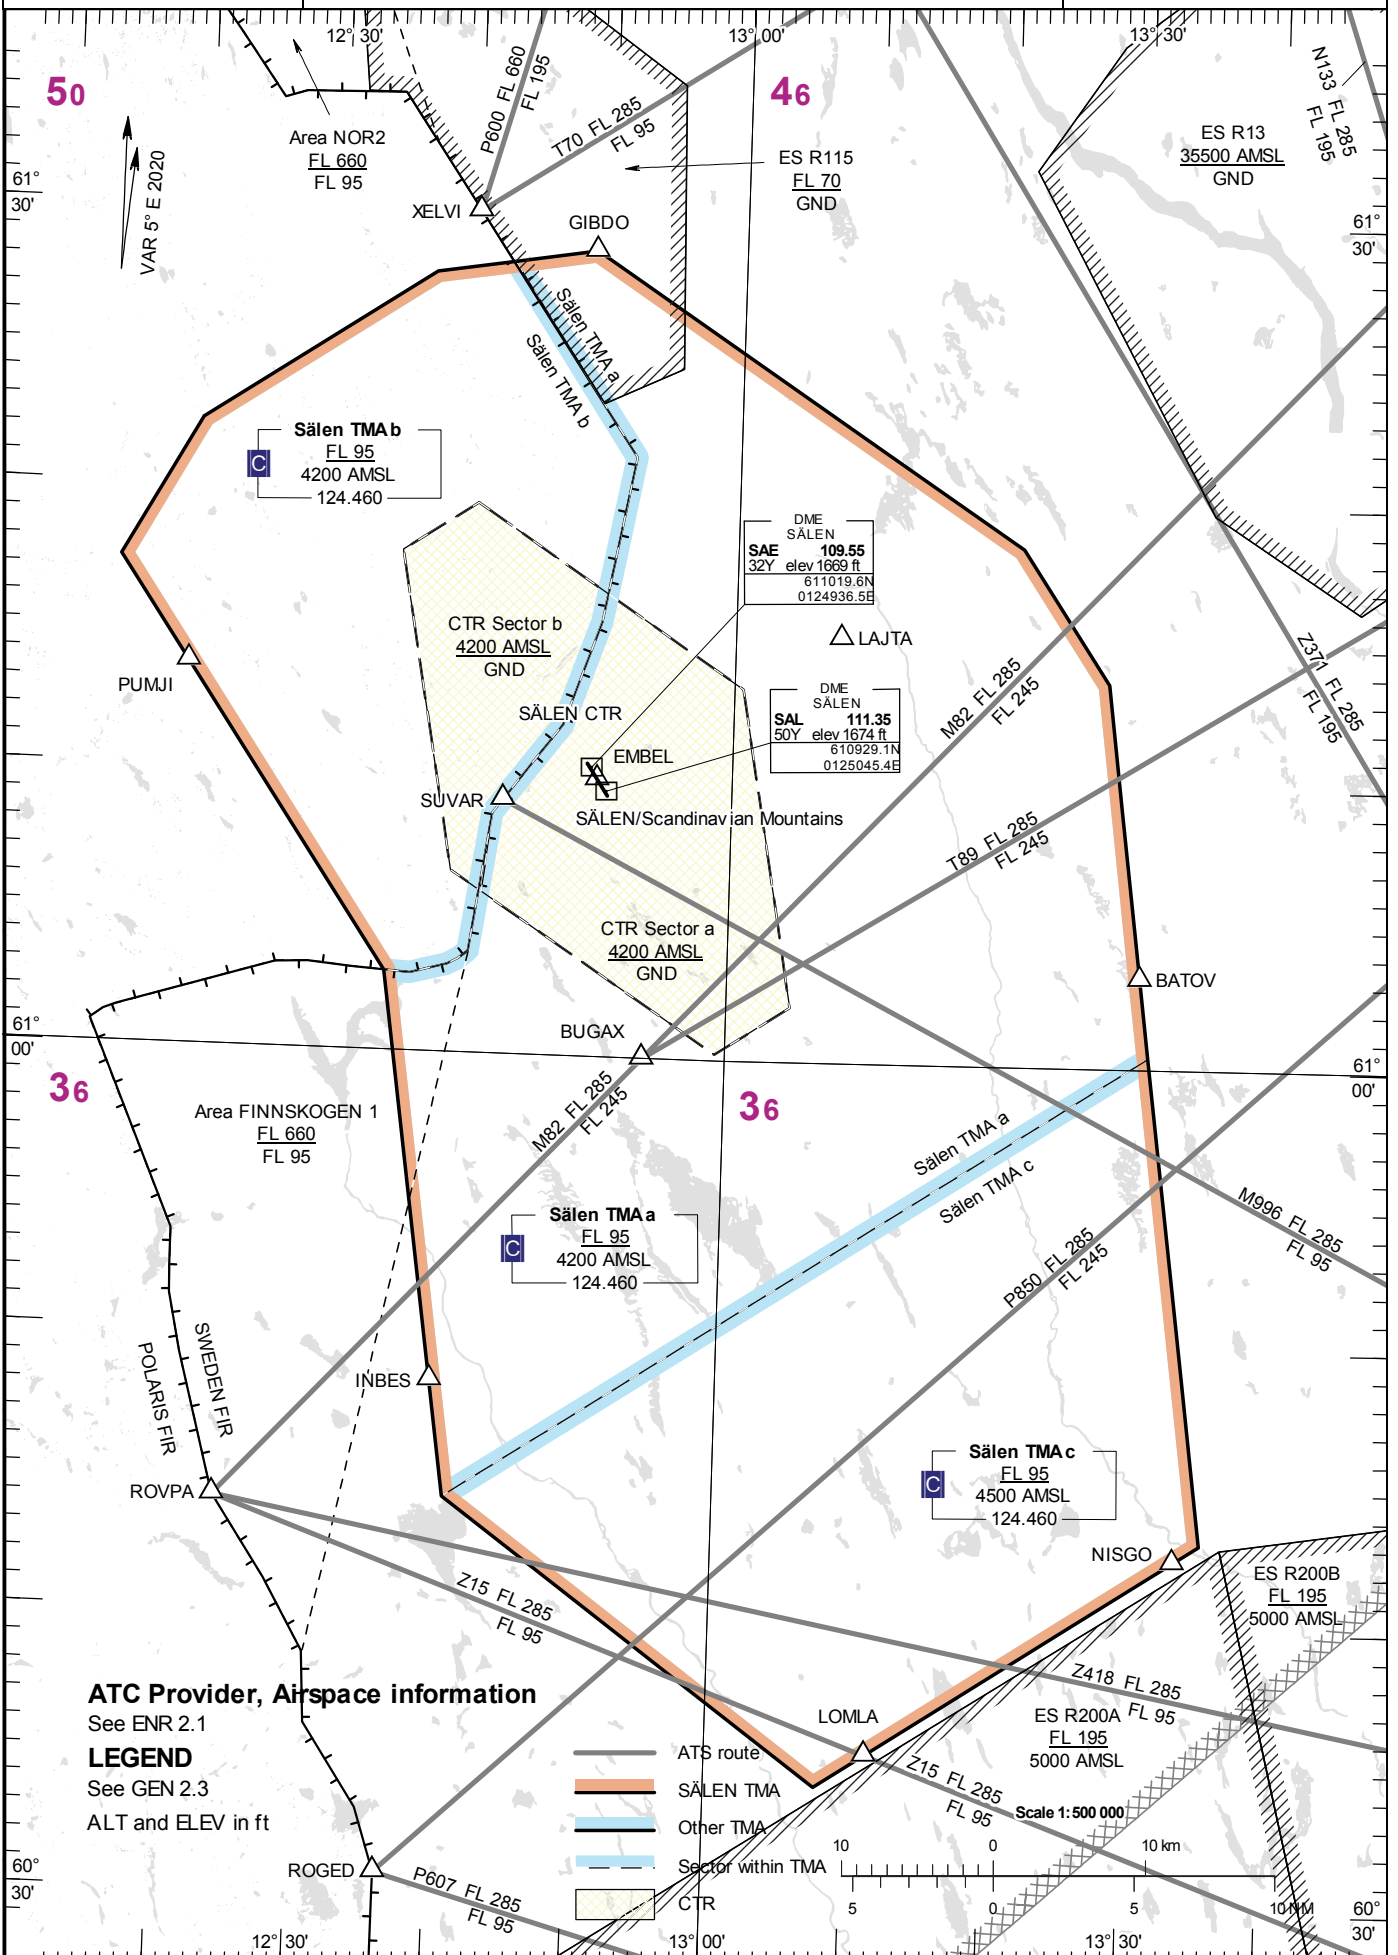 12°30'
13°00'
13°30'
50
46
P600 FL 660
FL 195
T70 FL 285
FL 95
N133 FL 285
FL 195
Area NOR2
FL 660
FL 95
ES R115
FL 70
GND
ES R13
35500 AMSL
GND
61°
30'
VAR 5° E 2020
XELVI
GIBDO
61°
30'
Sälen TMA a
Sälen TMA b
Sälen TMA b
FL 95
C
4200 AMSL
124.460
DME
SÄLEN
SAE 109.55
32Y elev 1669 ft
611019.6N
0124936.5E
CTR Sector b
4200 AMSL
GND
LAJTA
PUMJI
Z371 FL 285
FL 195
M82 FL 285
FL 245
DME
SÄLEN
SAL 111.35
50Y elev 1674 ft
610929.1N
0125045.4E
SÄLEN CTR
EMBEL
SUVAR
SÄLEN/Scandinavian Mountains
T89 FL 285
FL 245
CTR Sector a
4200 AMSL
GND
BATOV
BUGAX
61°
00'
61°
00'
36
36
Area FINNSKOGEN 1
FL 660
FL 95
M82 FL 285
FL 245
Sälen TMA a
Sälen TMA c
M996 FL 285
FL 95
Sälen TMA a
FL 95
C
4200 AMSL
124.460
P850 FL 285
FL 245
SWEDEN FIR
POLARIS FIR
INBES
Sälen TMA c
FL 95
C
4500 AMSL
124.460
ROVPA
NISGO
Z15 FL 285
FL 95
ES R200B
FL 195
5000 AMSL
Z418 FL 285
FL 95
ATC Provider, Airspace information
See ENR 2.1
LEGEND
See GEN 2.3
ALT and ELEV in ft
LOMLA
ES R200A
FL 195
5000 AMSL
ATS route
SÄLEN TMA
Other TMA
Sector within TMA
CTR
Z15 FL 285
FL 95
Scale 1: 500 000
10 0 10 km
5 0 5 10 NM
ROGED
P607 FL 285
FL 95
60°
30'
60°
30'
12°30'
13°00'
13°30'